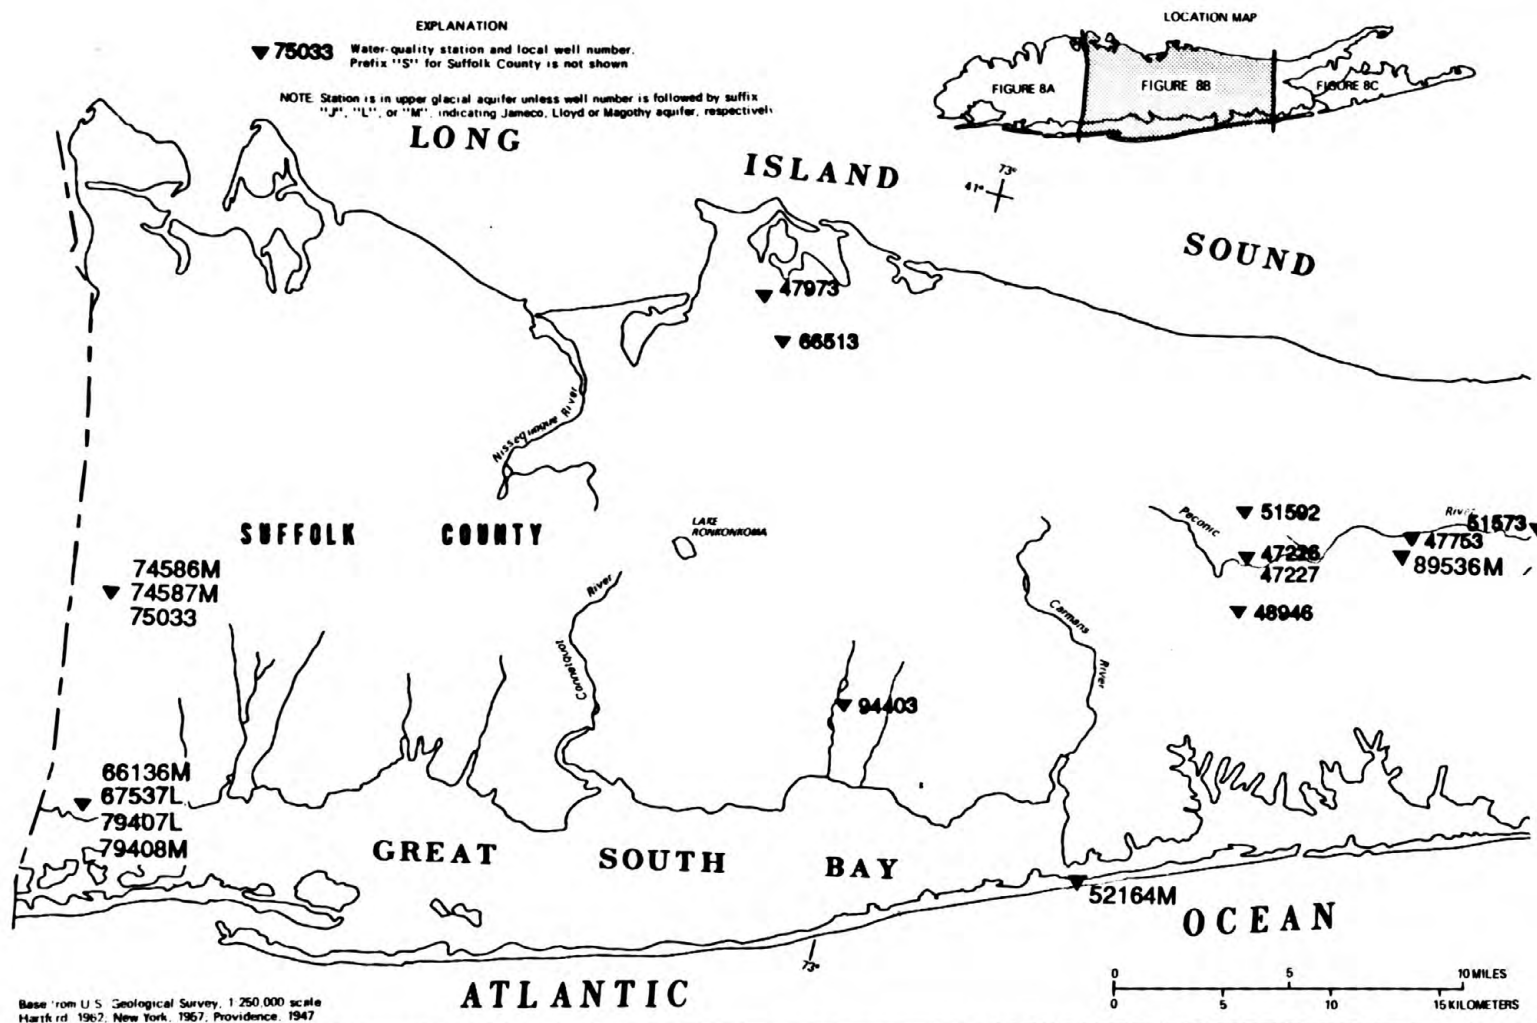 EXPLANATION
75033 Water-quality station and local well number.
Prefix "S" for Suffolk County is not shown
NOTE: Station is in upper glacial aquifer unless well number is followed by suffix
"J", "L", or "M", indicating Jameco, Lloyd or Magothy aquifer, respectively
LOCATION MAP
FIGURE 8A
FIGURE 8B
FIGURE 8C
LONG
ISLAND
SOUND
73°
41°
47973
66513
Nissequogue River
SUFFOLK COUNTY
LAKE
RONKONKOMA
74586M
74587M
75033
Connetquot River
Carmans River
Peconic River
51592
47226
47227
48946
51573
47753
89536M
94403
66136M
67537L
79407L
79408M
GREAT SOUTH BAY
52164M
ATLANTIC
OCEAN
73°
0 5 10 MILES
0 5 10 15 KILOMETERS
Base from U.S. Geological Survey, 1:250,000 scale
Hartford, 1962; New York, 1957; Providence, 1947